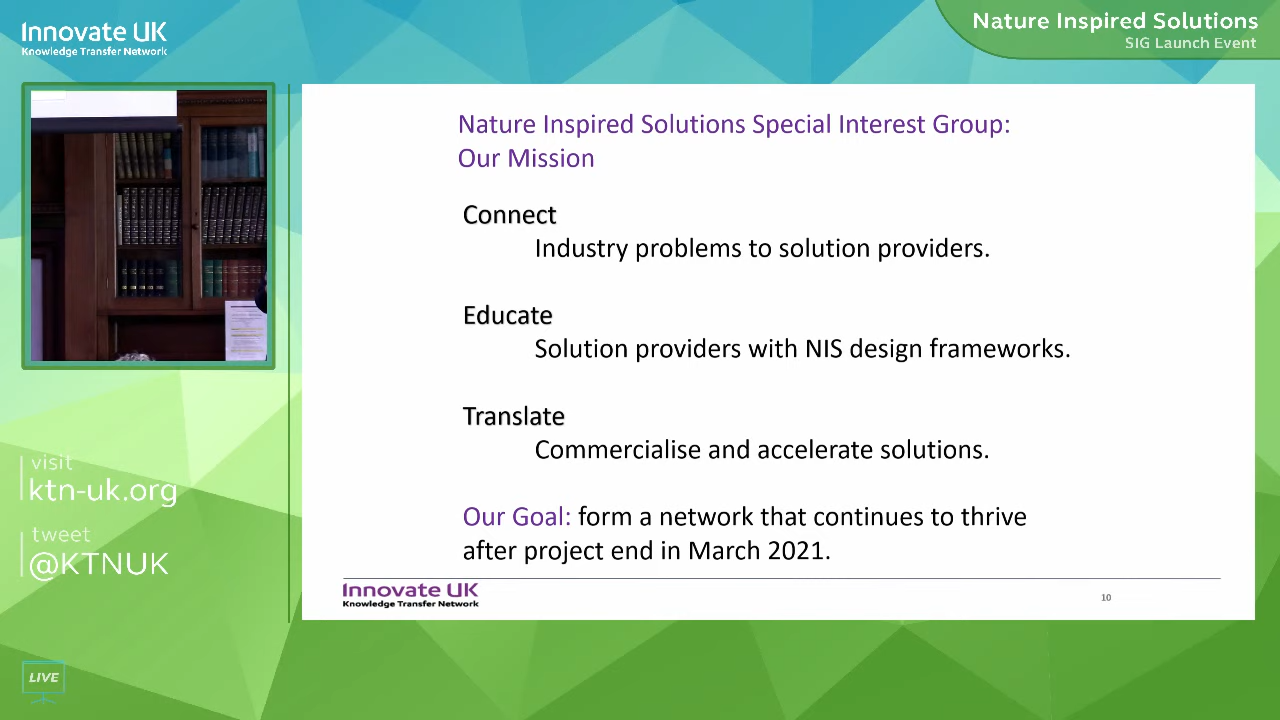 Innovate UK
Knowledge Transfer Network
Nature Inspired Solutions
SIG Launch Event
Nature Inspired Solutions Special Interest Group:
Our Mission
Connect
Industry problems to solution providers.
Educate
Solution providers with NIS design frameworks.
Translate
Commercialise and accelerate solutions.
Our Goal: form a network that continues to thrive
after project end in March 2021.
Innovate UK
Knowledge Transfer Network
10
visit
ktn-uk.org
tweet
@KTNUK
LIVE